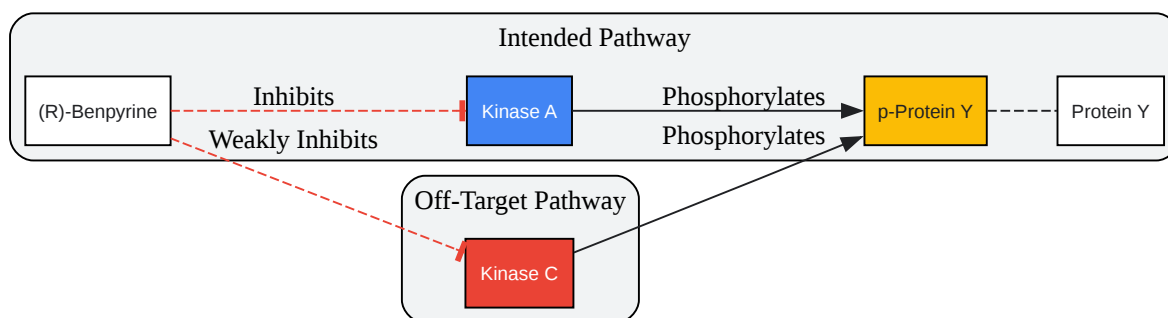 Intended Pathway
(R)-Benpyrine
Inhibits
Kinase A
Phosphorylates
p-Protein Y
Protein Y
Weakly Inhibits
Phosphorylates
Off-Target Pathway
Kinase C